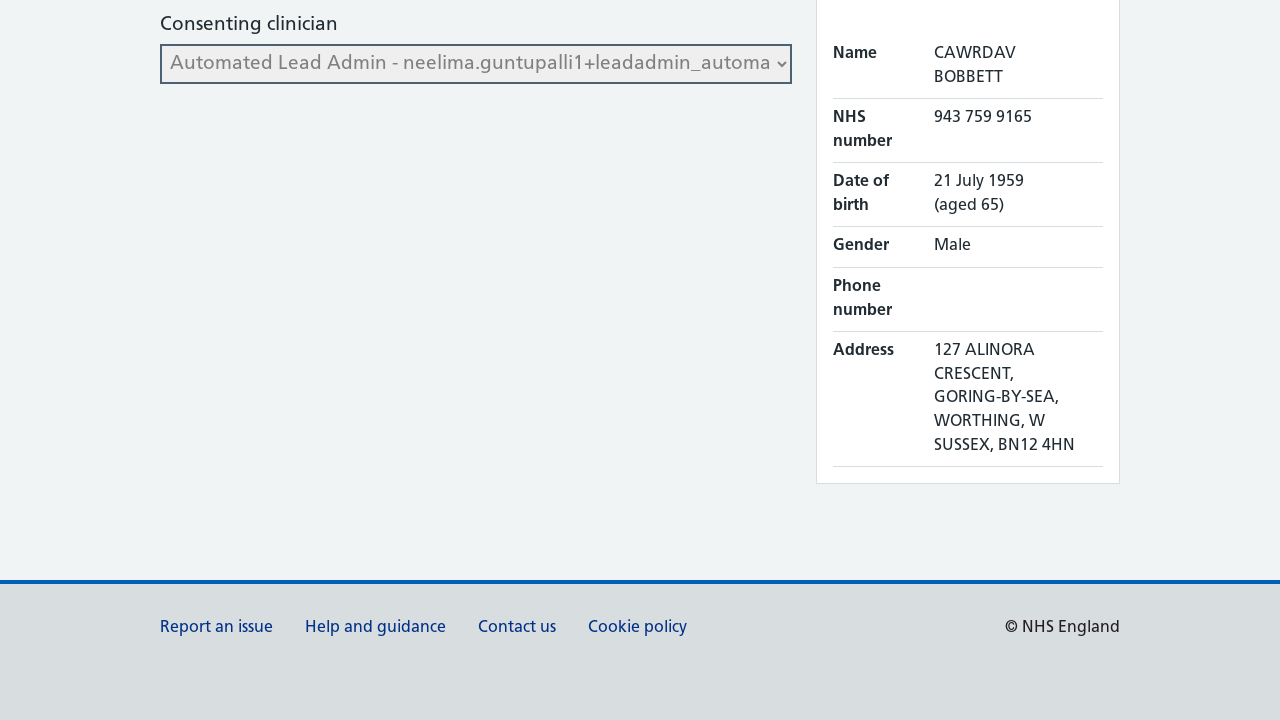 Consenting clinician
Automated Lead Admin - neelima.guntupalli1+leadadmin_automa
Name CAWRDAV
BOBBETT
NHS number 943 759 9165
Date of birth 21 July 1959
(aged 65)
Gender Male
Phone number
Address 127 ALINORA
CRESCENT,
GORING-BY-SEA,
WORTHING, W
SUSSEX, BN12 4HN
Report an issue Help and guidance Contact us Cookie policy © NHS England